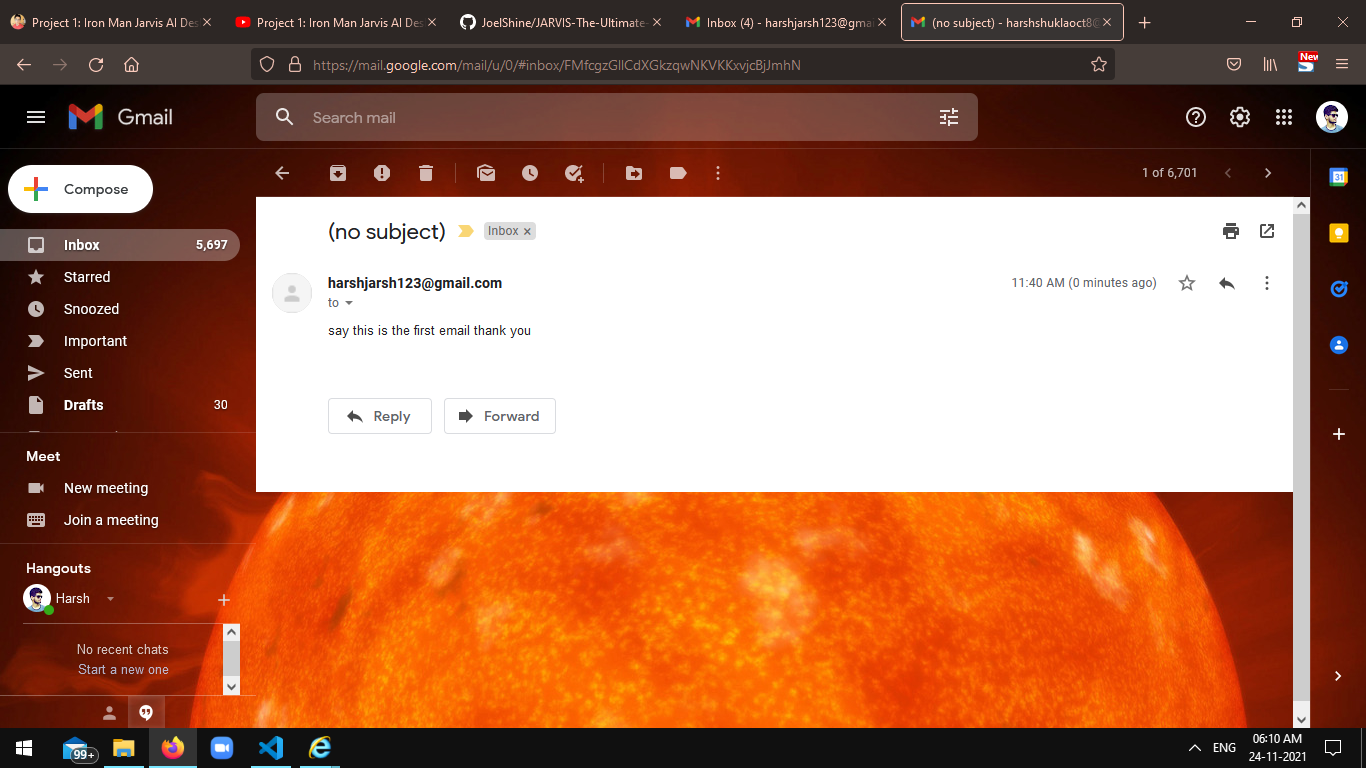 Project 1: Iron Man Jarvis AI Des
Project 1: Iron Man Jarvis AI Des
JoelShine/JARVIS-The-Ultimate-
Inbox (4) - harshjarsh123@gmai
(no subject) - harshshuklaoct8@
https://mail.google.com/mail/u/0/#inbox/FMfcgzGllCdXGkzqwNKVKKxvjcBjJmhN
New
Gmail
Search mail
Compose
1 of 6,701
Inbox 5,697
Starred
Snoozed
Important
Sent
Drafts 30
(no subject) Inbox
harshjarsh123@gmail.com 11:40 AM (0 minutes ago)
to
say this is the first email thank you
Reply Forward
Meet
New meeting
Join a meeting
Hangouts
Harsh
No recent chats
Start a new one
31
99+
ENG
06:10 AM
24-11-2021